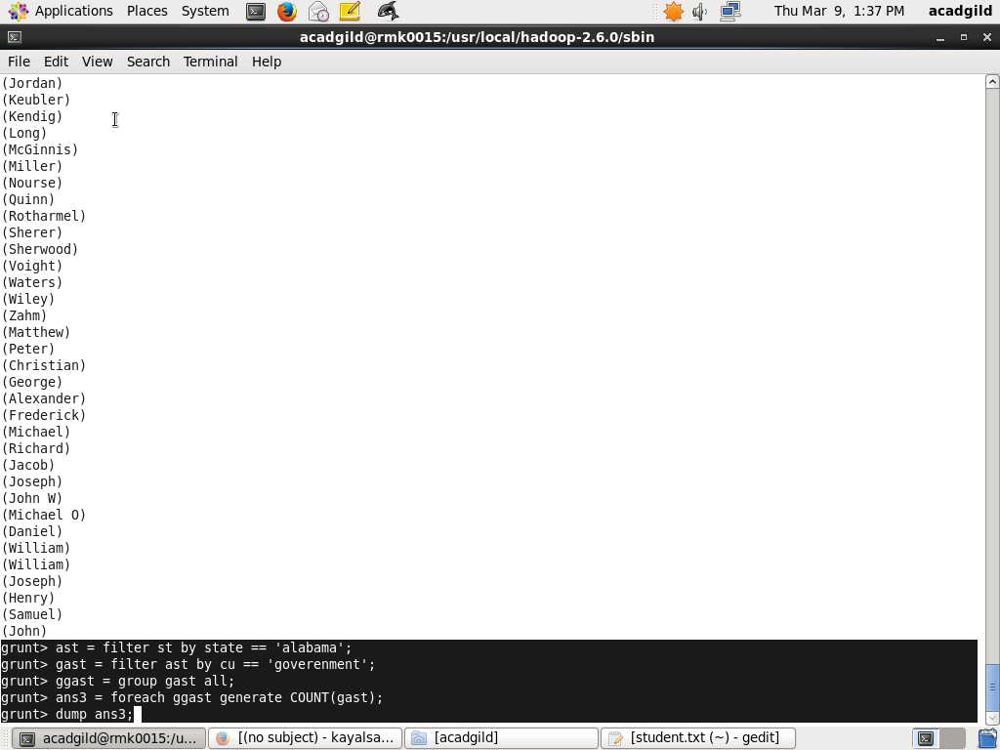 Applications Places System Thu Mar 9, 1:37 PM acadgild
acadgild@rmk0015:/usr/local/hadoop-2.6.0/sbin
File Edit View Search Terminal Help
(Jordan)
(Keubler)
(Kendig)
(Long)
(McGinnis)
(Miller)
(Nourse)
(Quinn)
(Rotharmel)
(Sherer)
(Sherwood)
(Voight)
(Waters)
(Wiley)
(Zahm)
(Matthew)
(Peter)
(Christian)
(George)
(Alexander)
(Frederick)
(Michael)
(Richard)
(Jacob)
(Joseph)
(John W)
(Michael O)
(Daniel)
(William)
(William)
(Joseph)
(Henry)
(Samuel)
(John)
grunt> ast = filter st by state == 'alabama';
grunt> gast = filter ast by cu == 'goverenment';
grunt> ggast = group gast all;
grunt> ans3 = foreach ggast generate COUNT(gast);
grunt> dump ans3;
acadgild@rmk0015:/u... [(no subject) - kayalsa... [acadgild] [student.txt (~) - gedit]